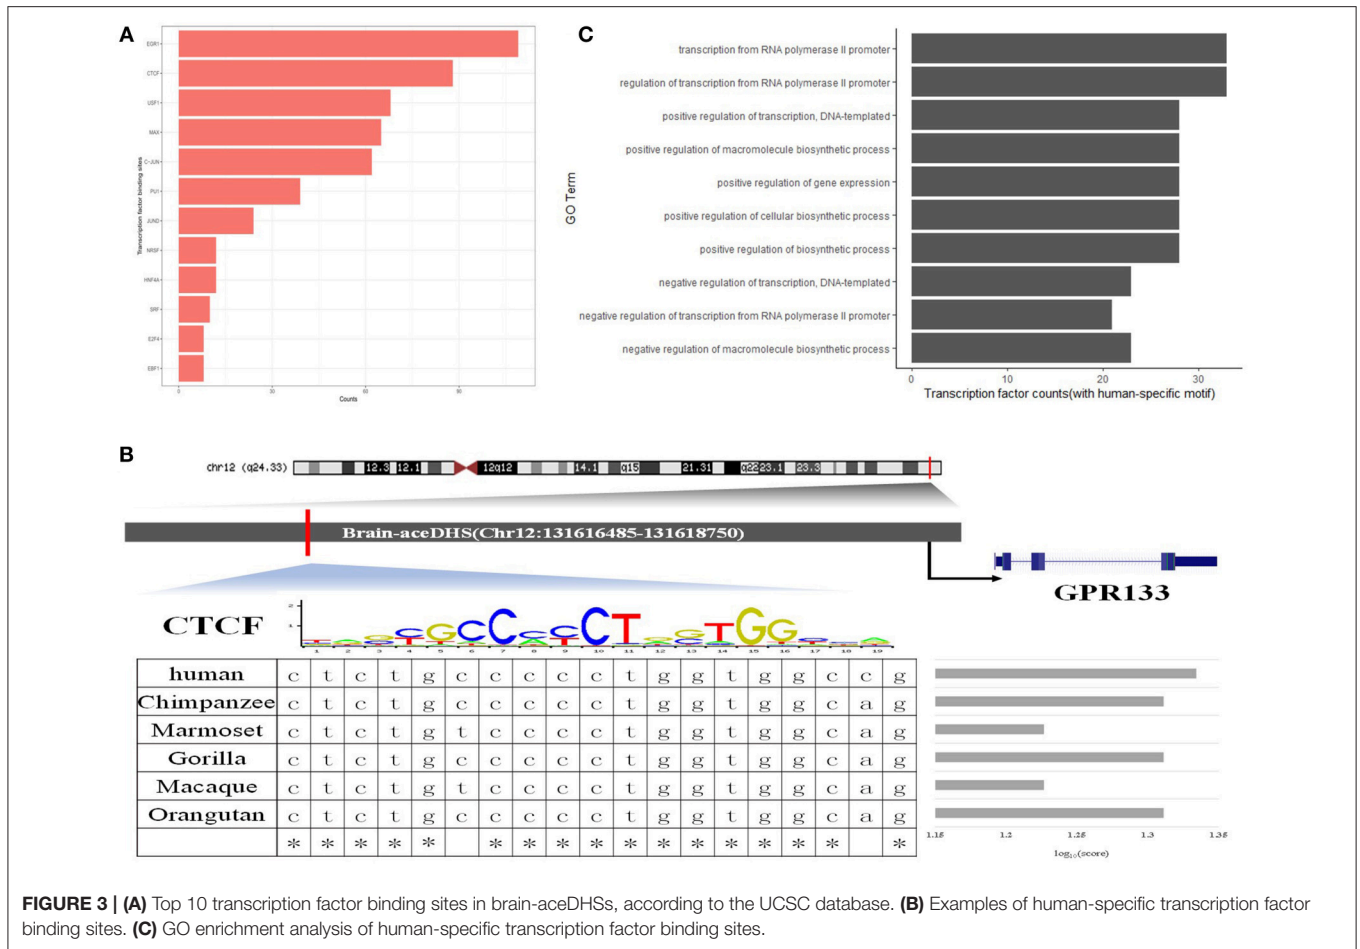 A
Transcription factor binding sites
EGR1
CTCF
USF1
MAX
C-JUN
PU1
JUND
NRSF
HNF4A
SRF
E2F4
EBF1
0 30 60 90
Counts
C
GO Term
transcription from RNA polymerase II promoter
regulation of transcription from RNA polymerase II promoter
positive regulation of transcription, DNA-templated
positive regulation of macromolecule biosynthetic process
positive regulation of gene expression
positive regulation of cellular biosynthetic process
positive regulation of biosynthetic process
negative regulation of transcription, DNA-templated
negative regulation of transcription from RNA polymerase II promoter
negative regulation of macromolecule biosynthetic process
0 10 20 30
Transcription factor counts(with human-specific motif)
B
chr12 (q24.33) 12.3 12.1 12q12 14.1 q15 21.31 q22 23.1 23.3
Brain-aceDHS(Chr12:131616485-131618750)
GPR133
CTCF
2
1
1 2 3 4 5 6 7 8 9 10 11 12 13 14 15 16 17 18 19
human c t c t g c c c c c t g g t g g c c g
Chimpanzee c t c t g c c c c c t g g t g g c a g
Marmoset c t c t g t c c c c t g g t g g c a g
Gorilla c t c t g c c c c c t g g t g g c a g
Macaque c t c t g t c c c c t g g t g g c a g
Orangutan c t c t g c c c c c t g g t g g c a g
* * * * * * * * * * * * * * * * *
1.15 1.2 1.25 1.3 1.35
log₁₀(score)
FIGURE 3 | (A) Top 10 transcription factor binding sites in brain-aceDHSs, according to the UCSC database. (B) Examples of human-specific transcription factor
binding sites. (C) GO enrichment analysis of human-specific transcription factor binding sites.